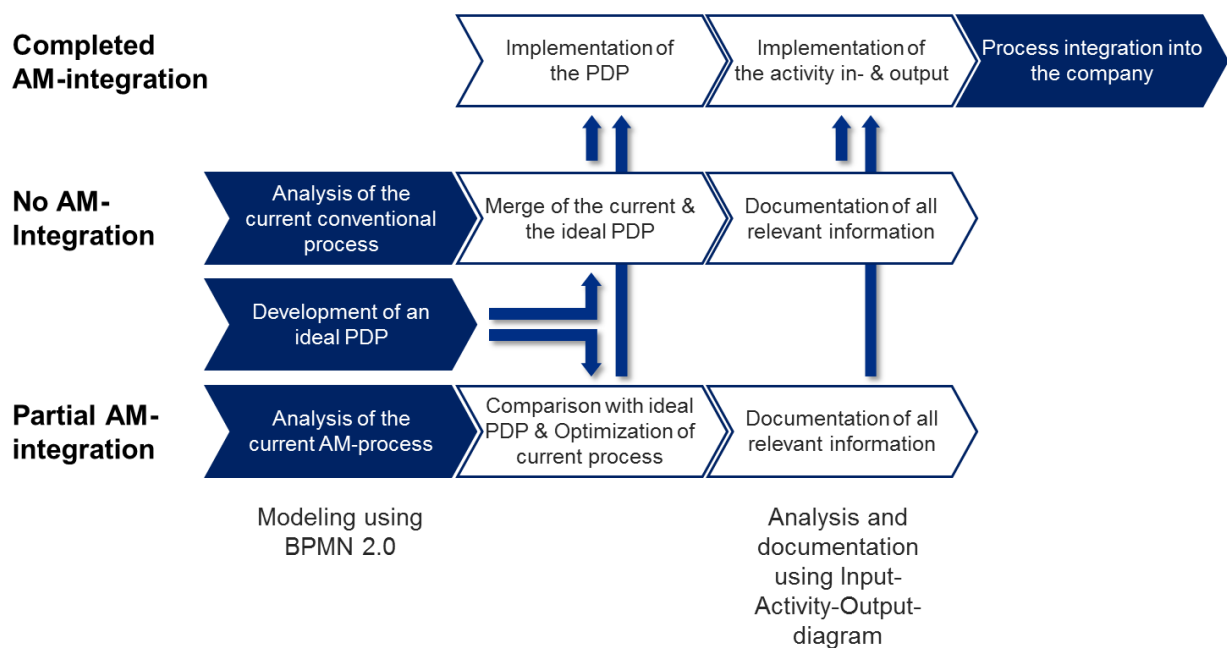 Completed
AM-integration
Implementation of
the PDP
Implementation of
the activity in- & output
Process integration into
the company
No AM-
Integration
Analysis of the
current conventional
process
Merge of the current &
the ideal PDP
Documentation of all
relevant information
Development of an
ideal PDP
Partial AM-
integration
Analysis of the
current AM-process
Comparison with ideal
PDP & Optimization of
current process
Documentation of all
relevant information
Modeling using
BPMN 2.0
Analysis and
documentation
using Input-
Activity-Output-
diagram